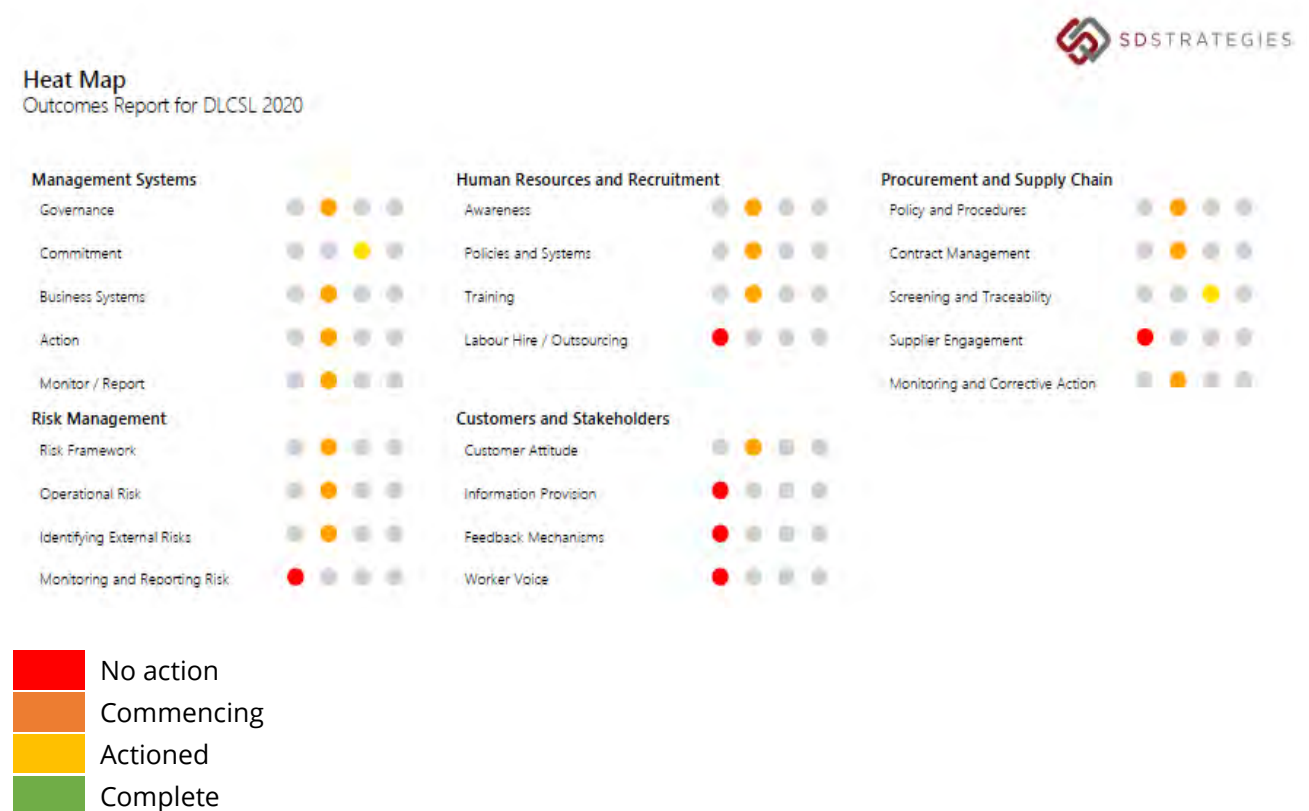 SDSTRATEGIES
Heat Map
Outcomes Report for DLCSL 2020
Management Systems
Governance
Commitment
Business Systems
Action
Monitor / Report
Risk Management
Risk Framework
Operational Risk
Identifying External Risks
Monitoring and Reporting Risk
Human Resources and Recruitment
Awareness
Policies and Systems
Training
Labour Hire / Outsourcing
Customers and Stakeholders
Customer Attitude
Information Provision
Feedback Mechanisms
Worker Voice
Procurement and Supply Chain
Policy and Procedures
Contract Management
Screening and Traceability
Supplier Engagement
Monitoring and Corrective Action
No action
Commencing
Actioned
Complete